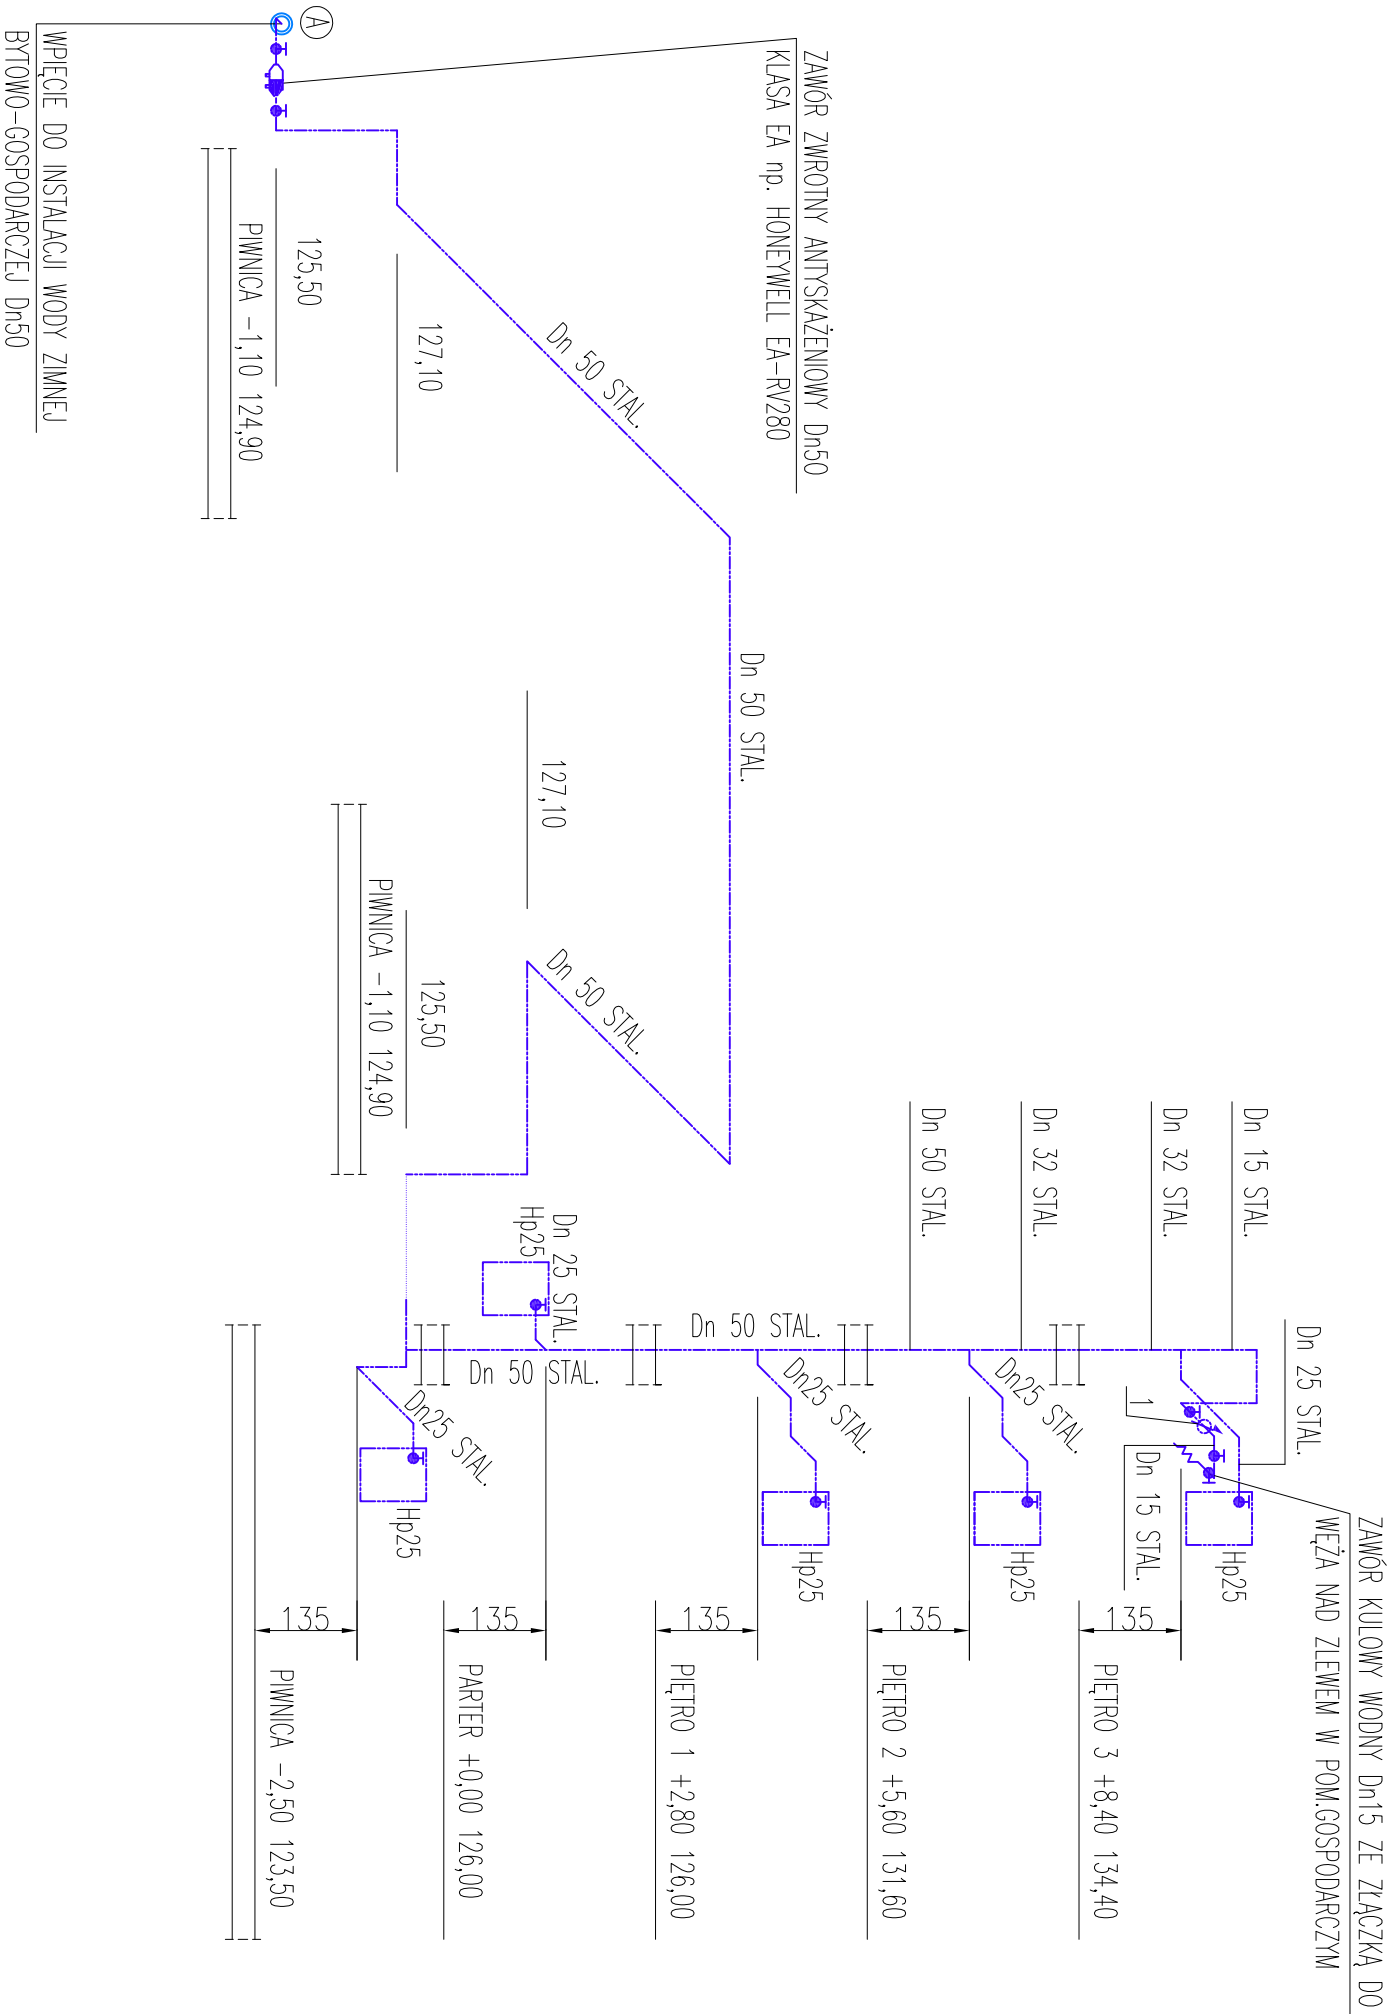 ZAWÓR KULOWY WODNY Dn15 ZE ZŁĄCZKĄ DO
WĘŻA NAD ZLEWEM W POM.GOSPODARCZYM
Dn 25 STAL.
Dn 15 STAL.
Dn 32 STAL.
Dn 32 STAL.
Dn 50 STAL.
1
Dn 15 STAL.
Hp25
135
PIĘTRO 3 +8,40 134,40
Dn25 STAL.
Hp25
135
PIĘTRO 2 +5,60 131,60
Dn25 STAL.
Hp25
135
PIĘTRO 1 +2,80 126,00
Dn 50 STAL.
Dn 25 STAL.
Hp25
Dn 50 STAL.
135
PARTER +0,00 126,00
Dn25 STAL.
Hp25
135
PIWNICA -2,50 123,50
ZAWÓR ZWROTNY ANTYSKAŻENIOWY Dn50
KLASA EA np. HONEYWELL EA-RV280
Dn 50 STAL.
Dn 50 STAL.
Dn 50 STAL.
127,10
127,10
125,50
PIWNICA -1,10 124,90
125,50
PIWNICA -1,10 124,90
A
WPIĘCIE DO INSTALACJI WODY ZIMNEJ
BYTOWO-GOSPODARCZEJ Dn50